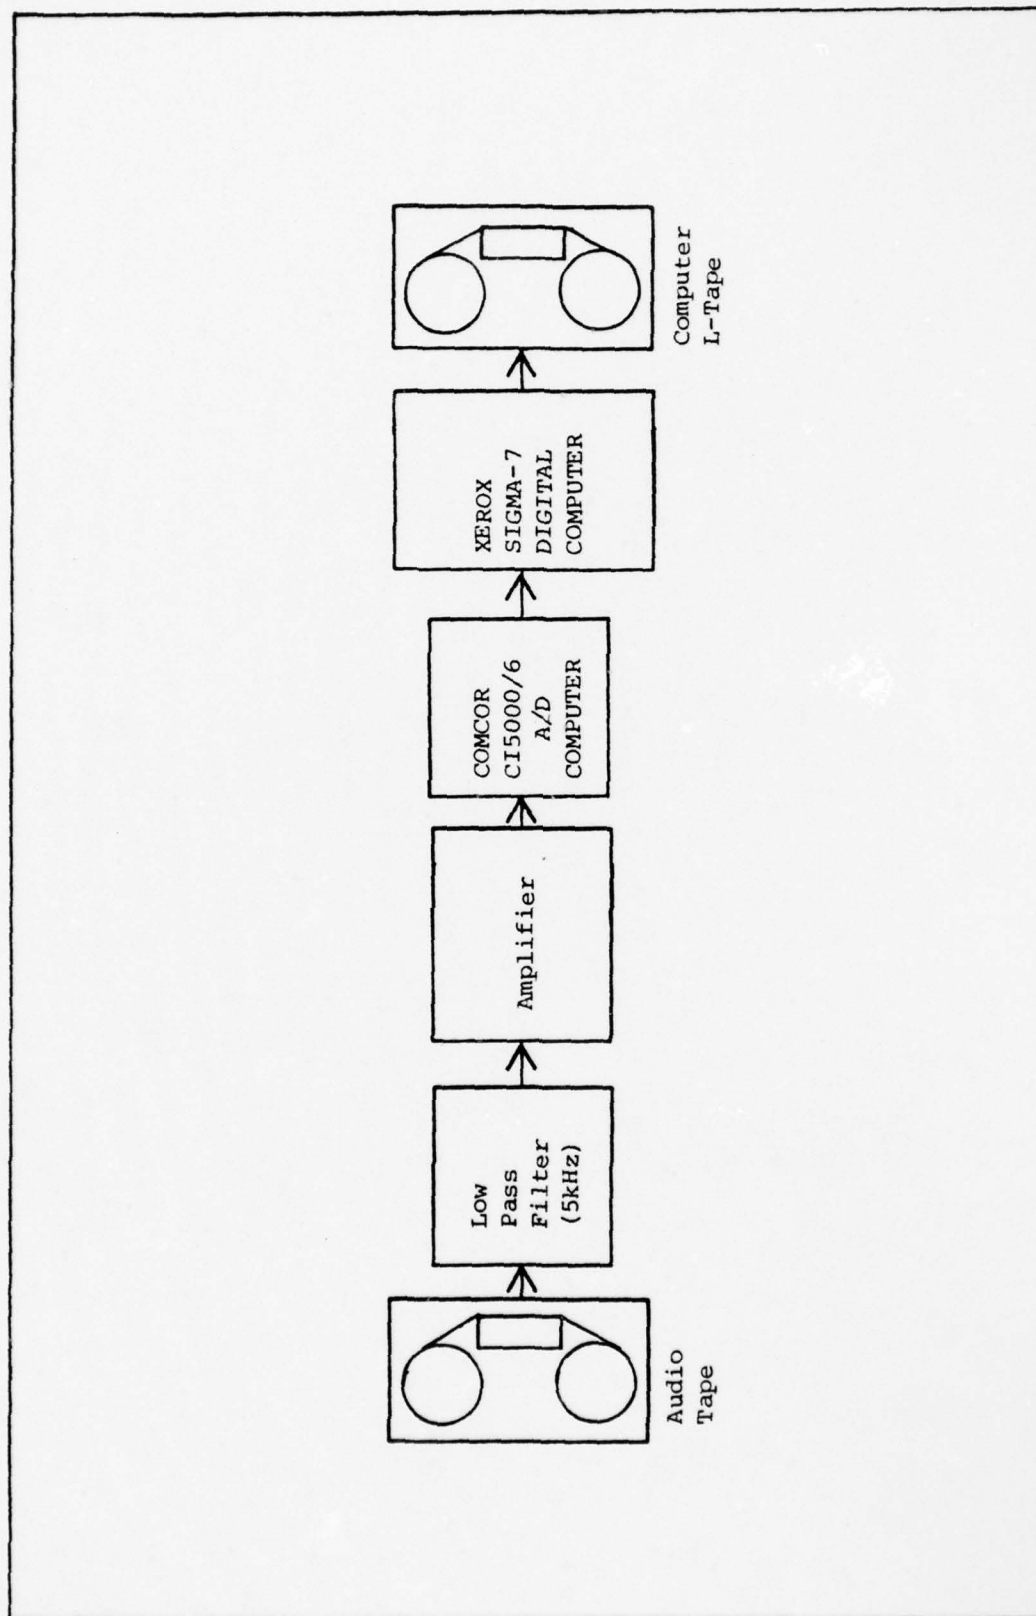 Audio
Tape
Low
Pass
Filter
(5kHz)
Amplifier
COMCOR
CI5000/6
A/D
COMPUTER
XEROX
SIGMA-7
DIGITAL
COMPUTER
Computer
L-Tape